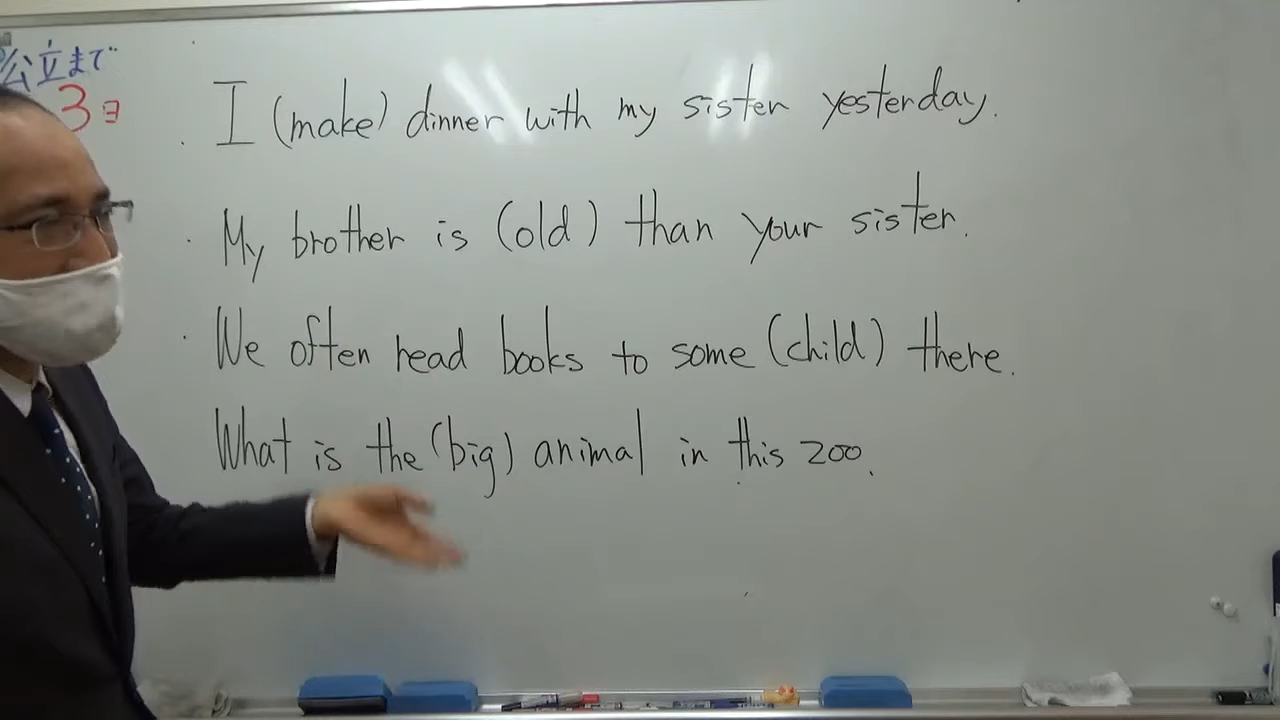 公立まで
3日
I (make) dinner with my sister yesterday.
My brother is (old) than your sister.
We often read books to some (child) there.
What is the (big) animal in this zoo.